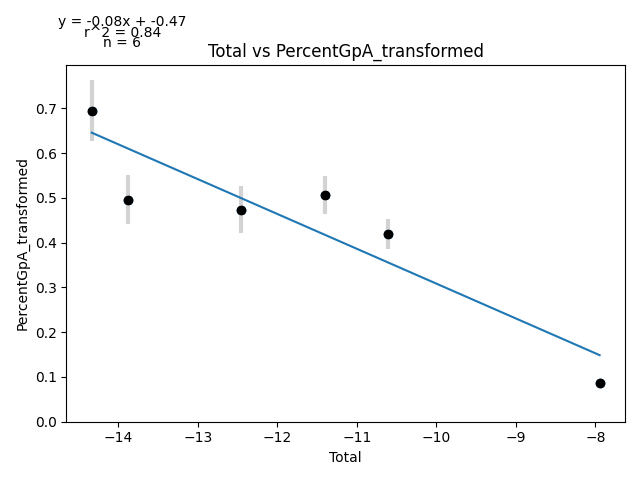 y = -0.08x + -0.47
r^2 = 0.84
n = 6
Total vs PercentGpA_transformed
PercentGpA_transformed
0.7
0.6
0.5
0.4
0.3
0.2
0.1
0.0
−14
−13
−12
−11
−10
−9
−8
Total